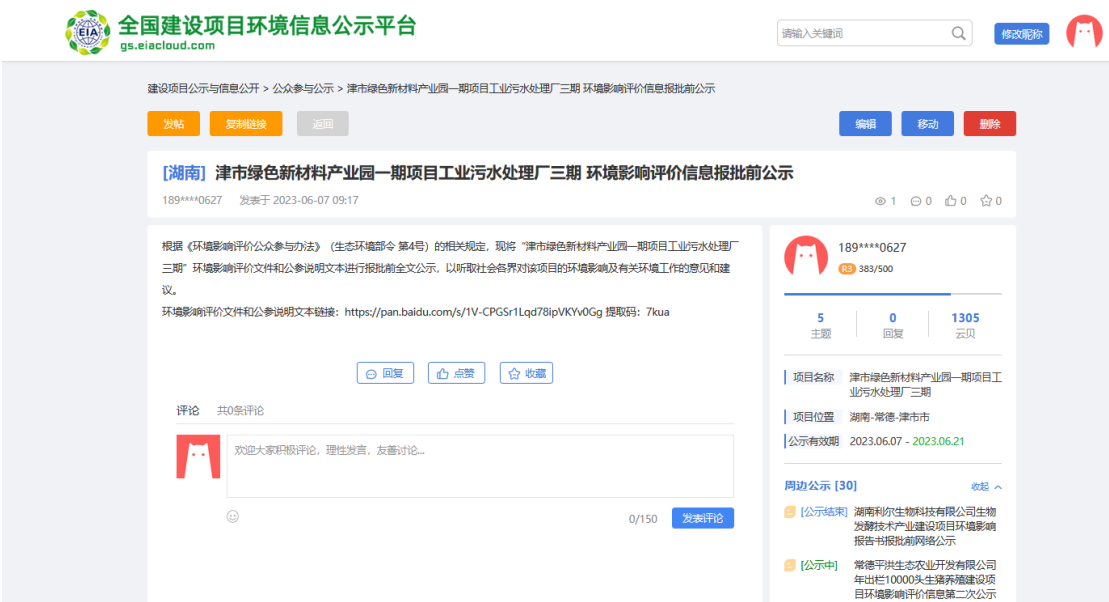 EIA
全国建设项目环境信息公示平台
gs.eiacloud.com
请输入关键词
修改昵称
建设项目公示与信息公开 > 公众参与公示 > 津市绿色新材料产业园一期项目工业污水处理厂三期 环境影响评价信息报批前公示
发帖
复制链接
返回
编辑
移动
删除
[湖南] 津市绿色新材料产业园一期项目工业污水处理厂三期 环境影响评价信息报批前公示
189****0627 发表于 2023-06-07 09:17
1 0 0 0
根据《环境影响评价公众参与办法》（生态环境部令 第4号）的相关规定，现将“津市绿色新材料产业园一期项目工业污水处理厂
三期”环境影响评价文件和公参说明文本进行报批前全文公示，以听取社会各界对该项目的环境影响及有关环境工作的意见和建
议。
环境影响评价文件和公参说明文本链接：https://pan.baidu.com/s/1V-CPGSr1Lqd78ipVKYv0Gg 提取码：7kua
回复
点赞
收藏
评论 共0条评论
欢迎大家积极评论，理性发言，友善讨论...
0/150
发表评论
189****0627
R3 383/500
5 0 1305
主题 回复 云贝
项目名称 津市绿色新材料产业园一期项目工
业污水处理厂三期
项目位置 湖南-常德-津市市
公示有效期 2023.06.07 - 2023.06.21
周边公示 [30] 收起
[公示结束] 湖南利尔生物科技有限公司生物
发酵技术产业建设项目环境影响
报告书报批前网络公示
[公示中] 常德平洪生态农业开发有限公司
年出栏10000头生猪养殖建设项
目环境影响评价信息第二次公示